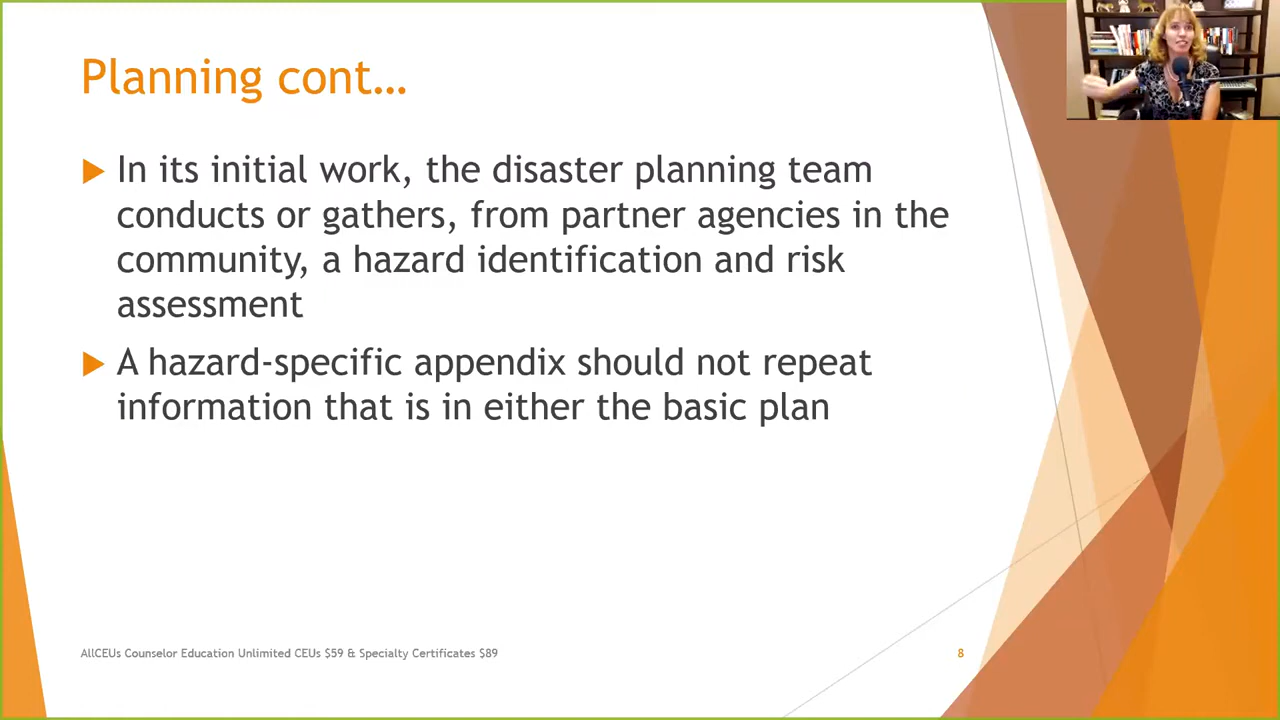 Planning cont…
In its initial work, the disaster planning team
conducts or gathers, from partner agencies in the
community, a hazard identification and risk
assessment
A hazard-specific appendix should not repeat
information that is in either the basic plan
AllCEUs Counselor Education Unlimited CEUs $59 & Specialty Certificates $89
8